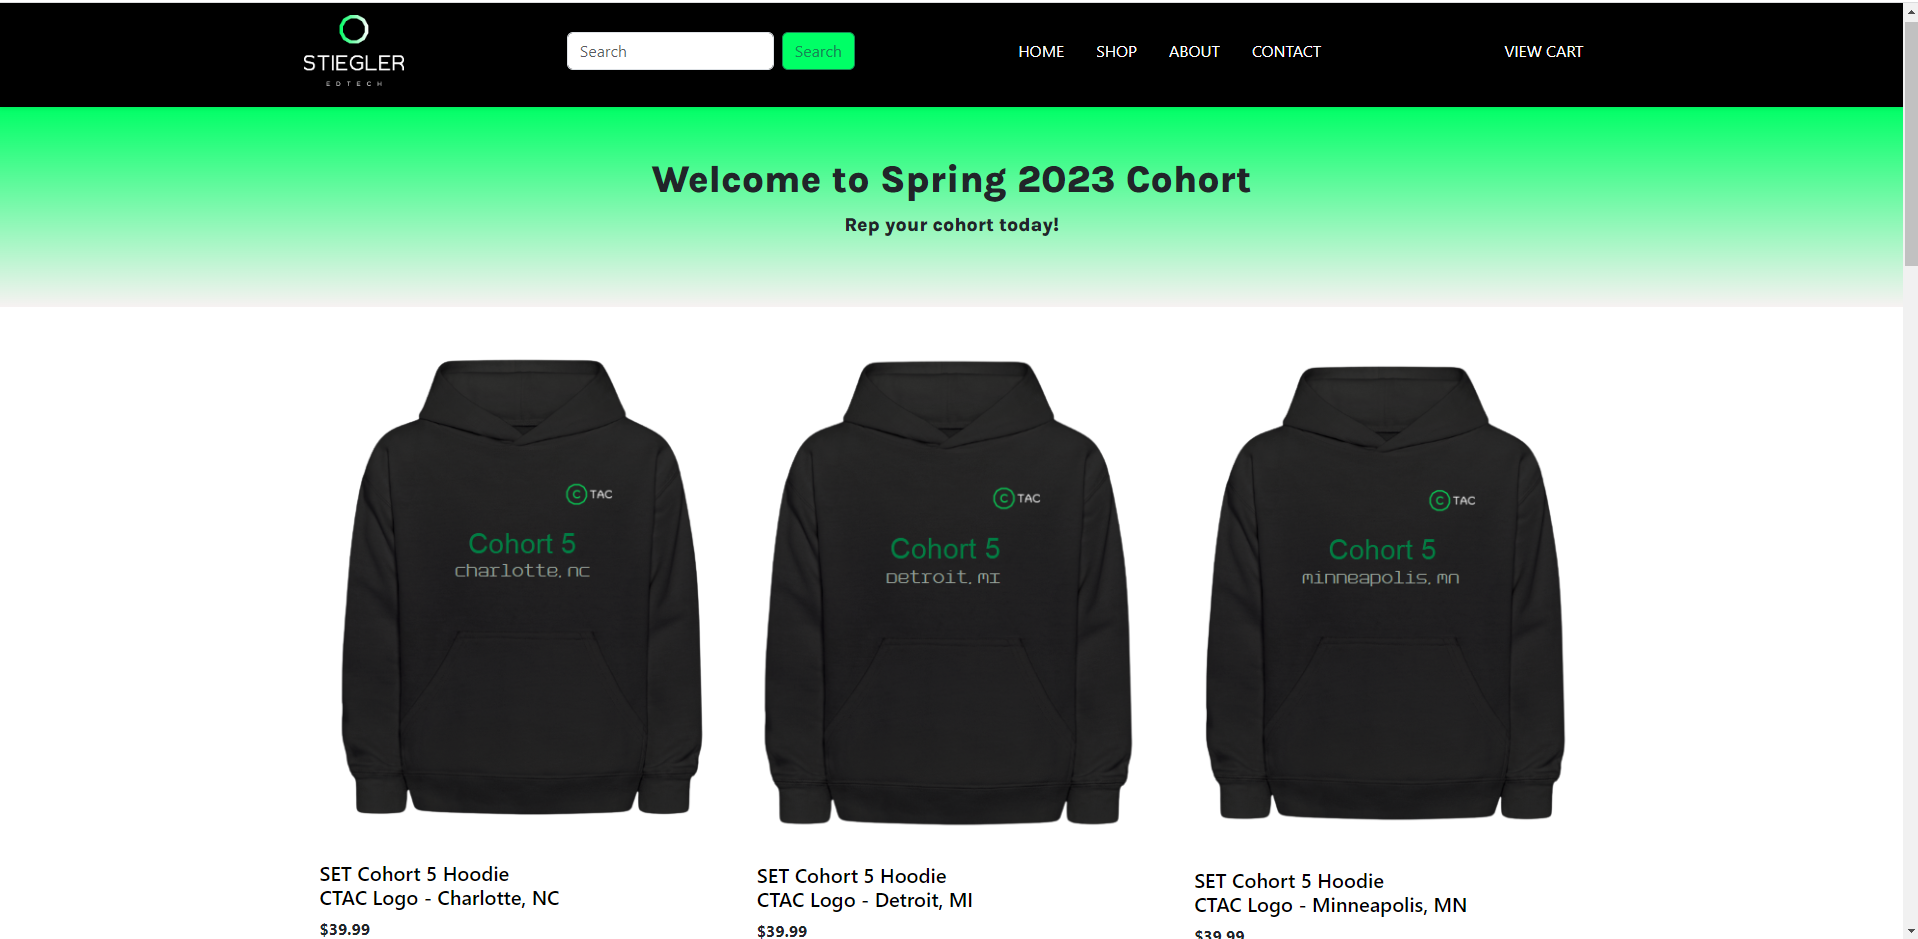 STIEGLER
EDTECH
Search
Search
HOME
SHOP
ABOUT
CONTACT
VIEW CART
Welcome to Spring 2023 Cohort
Rep your cohort today!
C TAC
Cohort 5
charlotte, nc
C TAC
Cohort 5
Detroit, MI
C TAC
Cohort 5
minneapolis, mn
SET Cohort 5 Hoodie
CTAC Logo - Charlotte, NC
$39.99
SET Cohort 5 Hoodie
CTAC Logo - Detroit, MI
$39.99
SET Cohort 5 Hoodie
CTAC Logo - Minneapolis, MN
$39.99